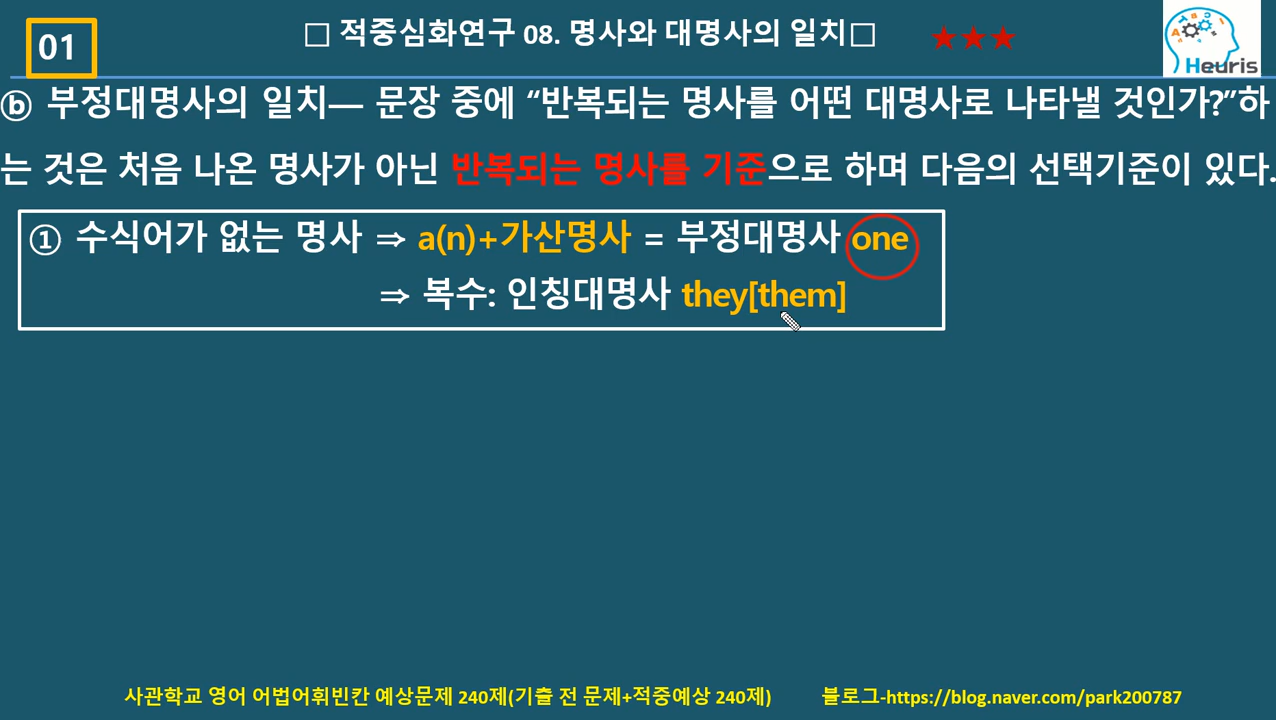 01
□ 적중심화연구 08. 명사와 대명사의 일치□ ★★★
Heuris
ⓑ 부정대명사의 일치— 문장 중에 “반복되는 명사를 어떤 대명사로 나타낼 것인가?”하
는 것은 처음 나온 명사가 아닌 반복되는 명사를 기준으로 하며 다음의 선택기준이 있다.
① 수식어가 없는 명사 ⇒ a(n)+가산명사 = 부정대명사 one
⇒ 복수: 인칭대명사 they[them]
사관학교 영어 어법어휘빈칸 예상문제 240제(기출 전 문제+적중예상 240제) 블로그-https://blog.naver.com/park200787